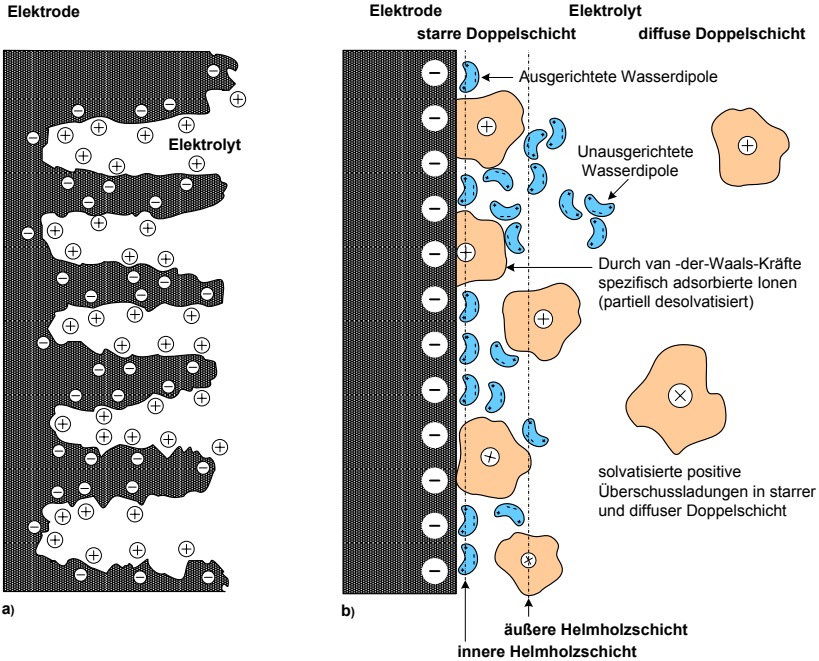 Elektrode
Elektrolyt
a)
Elektrode
Elektrolyt
starre Doppelschicht
diffuse Doppelschicht
Ausgerichtete Wasserdipole
Unausgerichtete
Wasserdipole
Durch van -der-Waals-Kräfte
spezifisch adsorbierte Ionen
(partiell desolvatisiert)
solvatisierte positive
Überschussladungen in starrer
und diffuser Doppelschicht
b)
äußere Helmholzschicht
innere Helmholzschicht